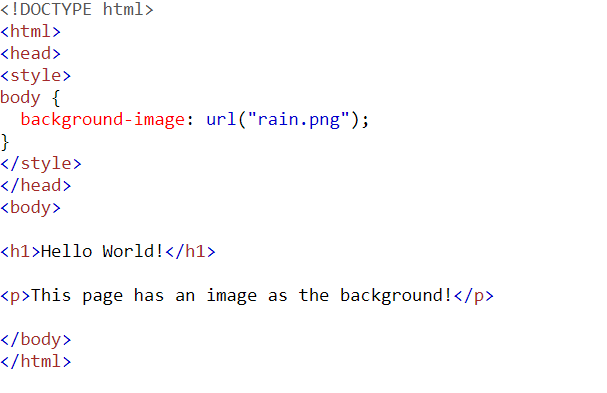 <!DOCTYPE html>
<html>
<head>
<style>
body {
  background-image: url("rain.png");
}
</style>
</head>
<body>

<h1>Hello World!</h1>

<p>This page has an image as the background!</p>

</body>
</html>